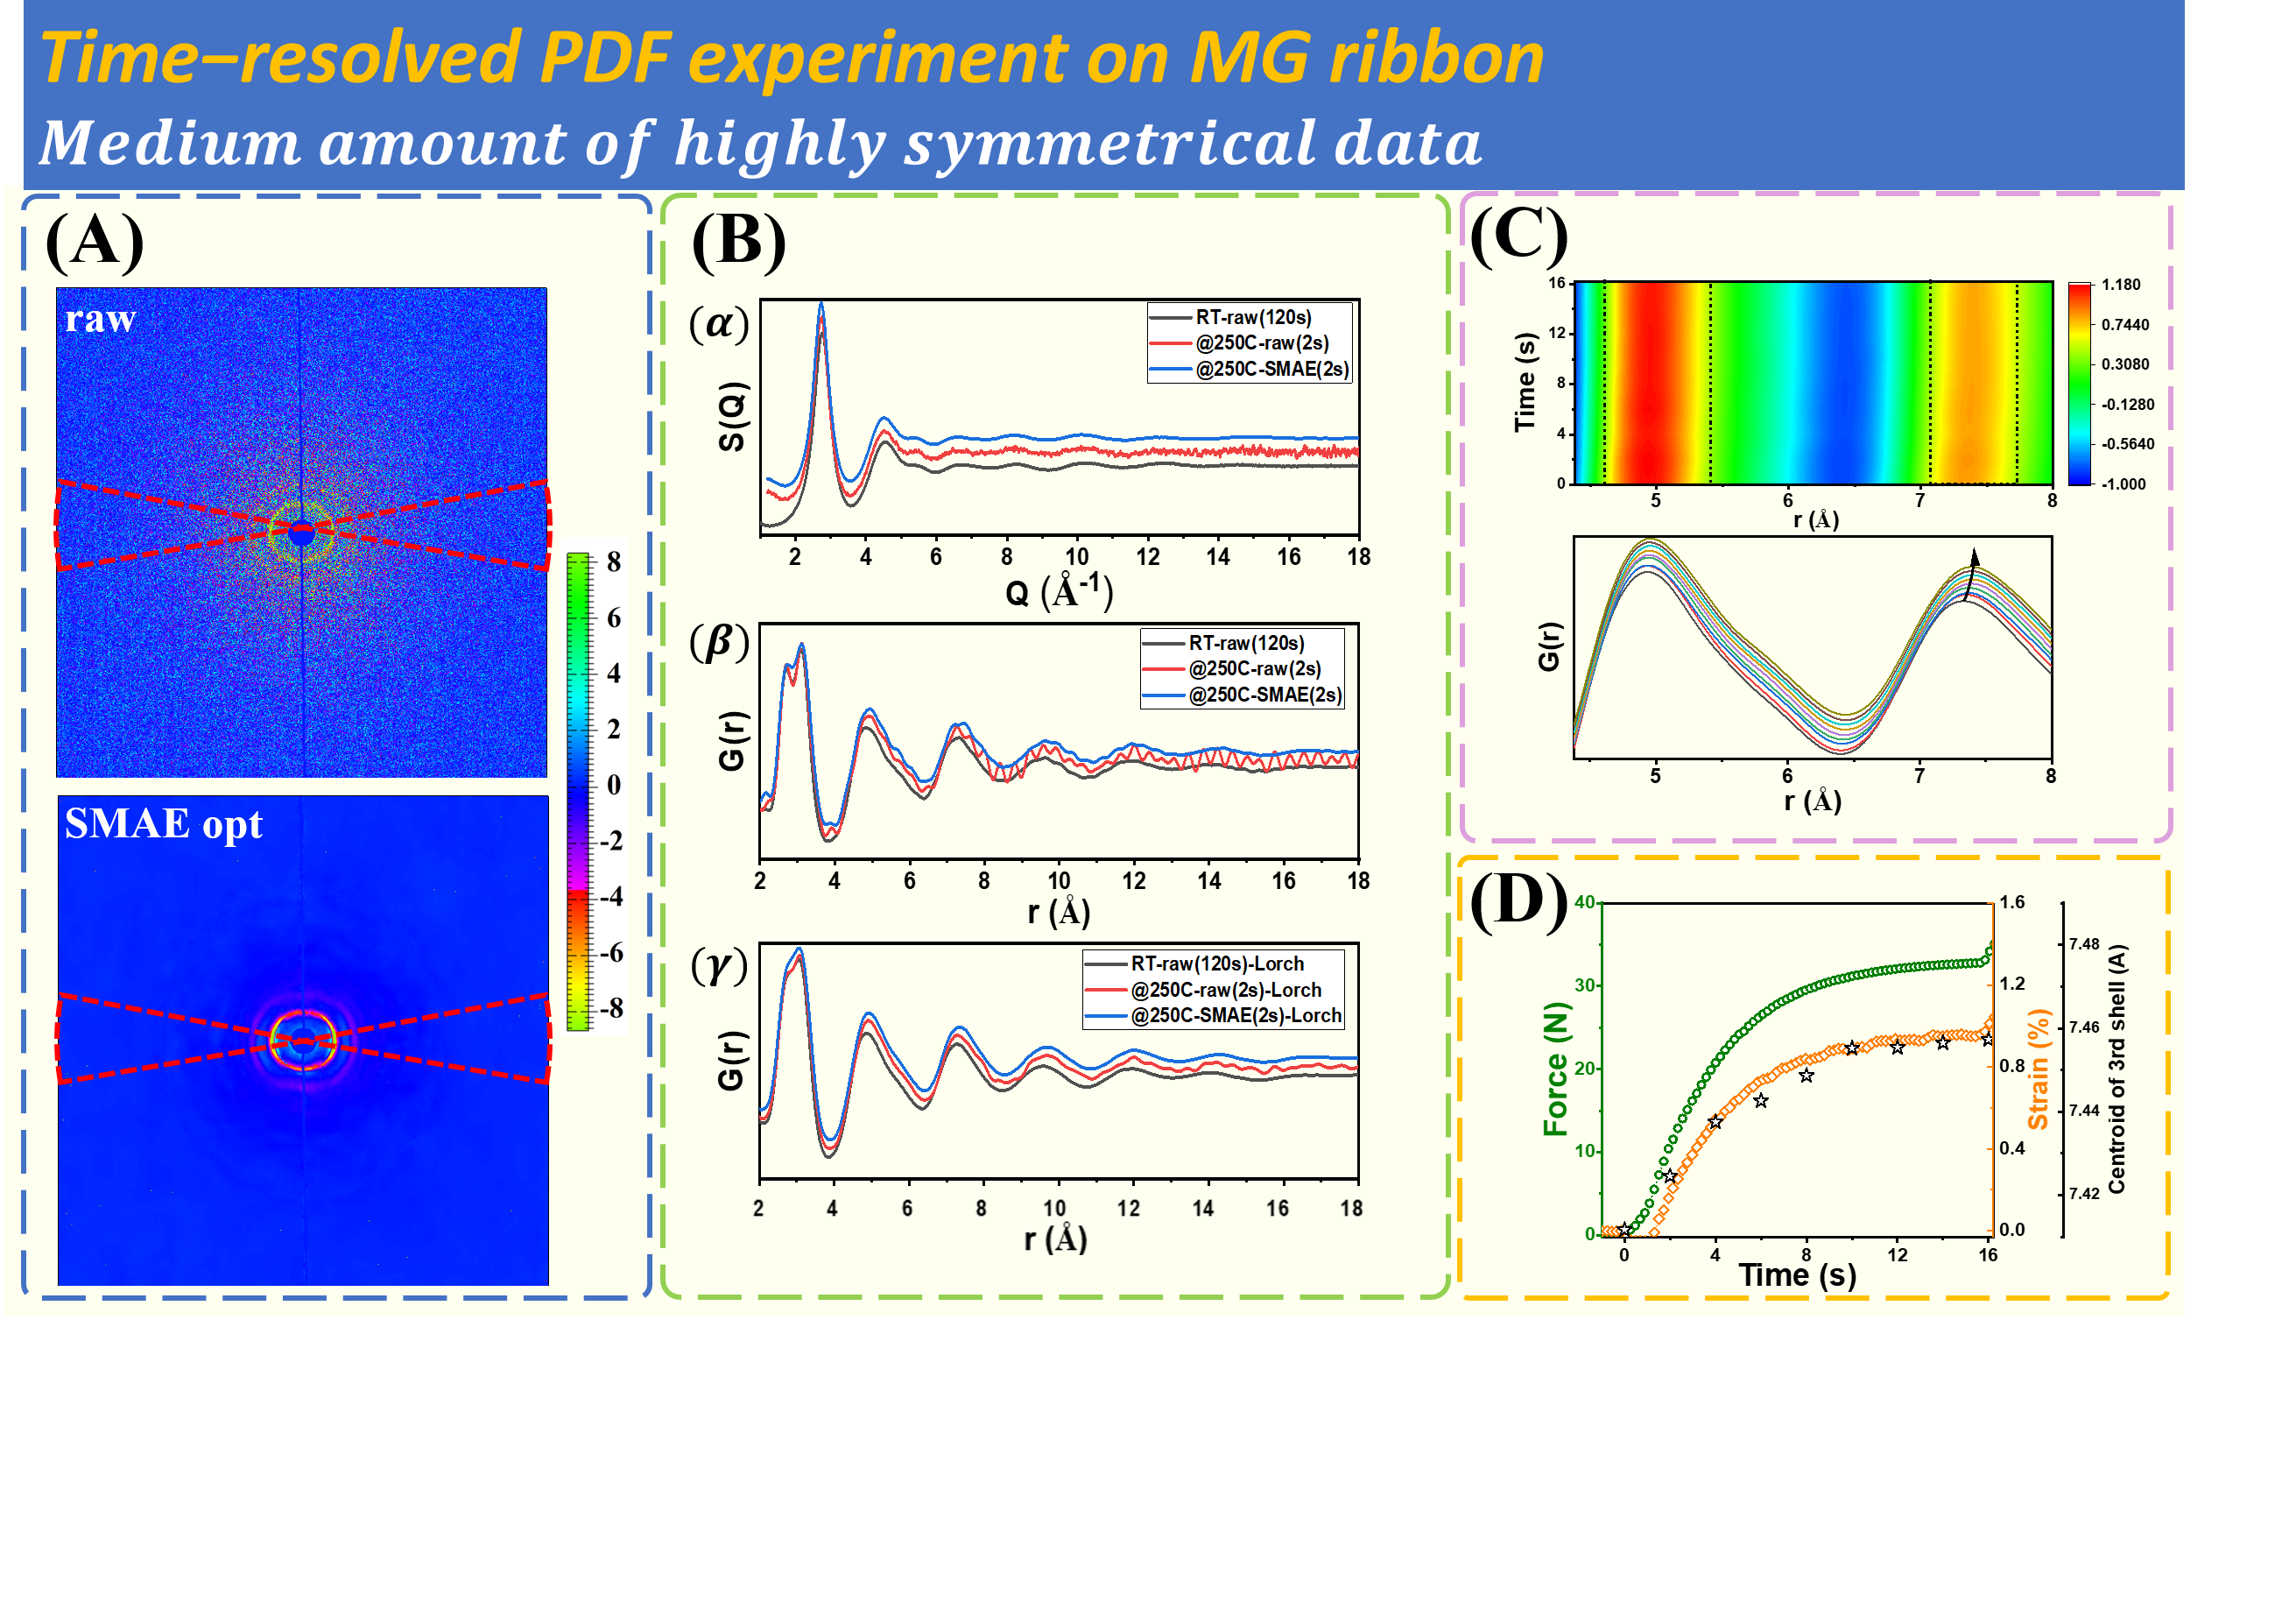 Time–resolved PDF experiment on MG ribbon
Medium amount of highly symmetrical data
(A)
raw
SMAE opt
8
6
4
2
0
-2
-4
-6
-8
(B)
(α)
S(Q)
RT-raw(120s)
@250C-raw(2s)
@250C-SMAE(2s)
2 4 6 8 10 12 14 16 18
Q (Å-1)
(β)
G(r)
RT-raw(120s)
@250C-raw(2s)
@250C-SMAE(2s)
2 4 6 8 10 12 14 16 18
r (Å)
(γ)
G(r)
RT-raw(120s)-Lorch
@250C-raw(2s)-Lorch
@250C-SMAE(2s)-Lorch
2 4 6 8 10 12 14 16 18
r (Å)
(C)
Time (s)
16
12
8
4
0
5 6 7 8
r (Å)
1.180
0.7440
0.3080
-0.1280
-0.5640
-1.000
G(r)
5 6 7 8
r (Å)
(D)
Force (N)
40
30
20
10
0
0 4 8 12 16
Time (s)
1.6
1.2
0.8
0.4
0.0
Strain (%)
7.48
7.46
7.44
7.42
Centroid of 3rd shell (A)